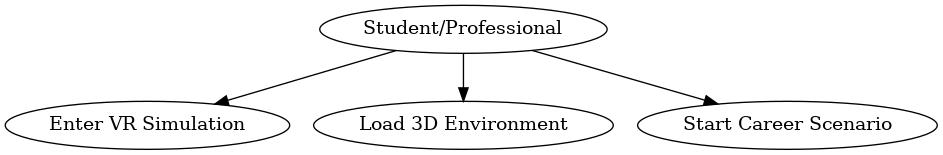 Student/Professional
Enter VR Simulation
Load 3D Environment
Start Career Scenario